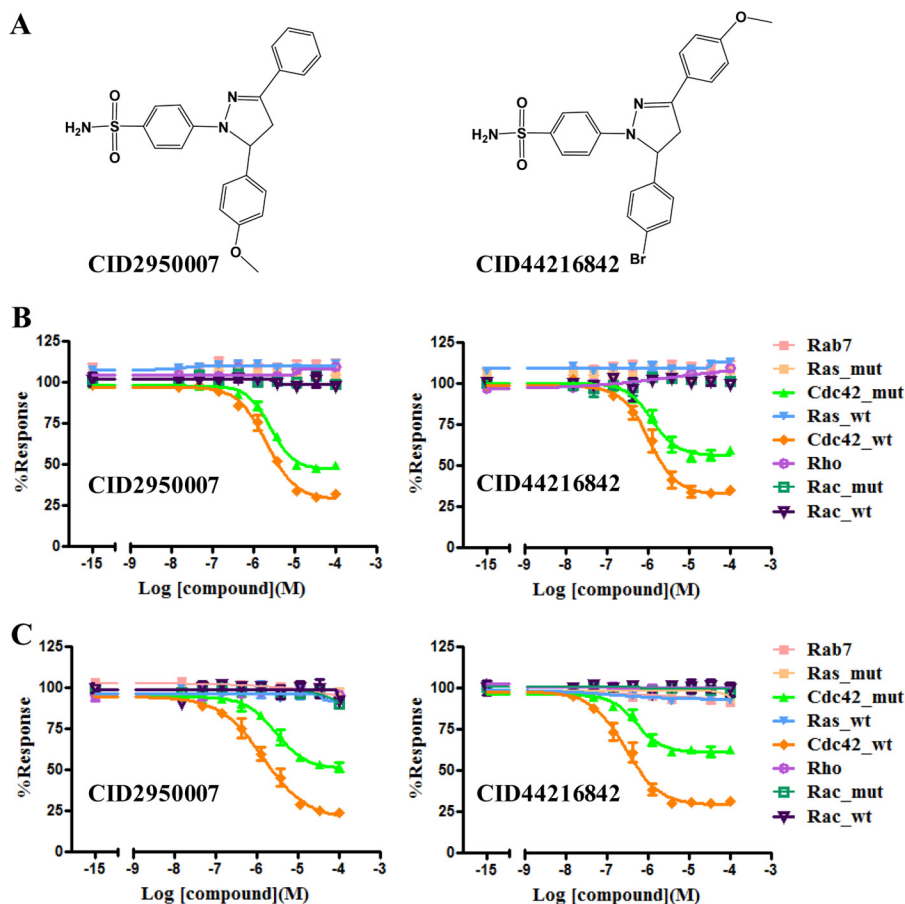 A
O
H2N
S
O
N
N
O
CID2950007
O
H2N
S
O
N
N
O
Br
CID44216842
B
%Response
125
100
75
50
25
0
CID2950007
-15
-9 -8 -7 -6 -5 -4 -3
Log [compound](M)
%Response
125
100
75
50
25
0
CID44216842
-15
-9 -8 -7 -6 -5 -4 -3
Log [compound](M)
Rab7
Ras_mut
Cdc42_mut
Ras_wt
Cdc42_wt
Rho
Rac_mut
Rac_wt
C
%Response
125
100
75
50
25
0
CID2950007
-15
-9 -8 -7 -6 -5 -4 -3
Log [compound](M)
%Response
125
100
75
50
25
0
CID44216842
-15
-9 -8 -7 -6 -5 -4 -3
Log [compound](M)
Rab7
Ras_mut
Cdc42_mut
Ras_wt
Cdc42_wt
Rho
Rac_mut
Rac_wt